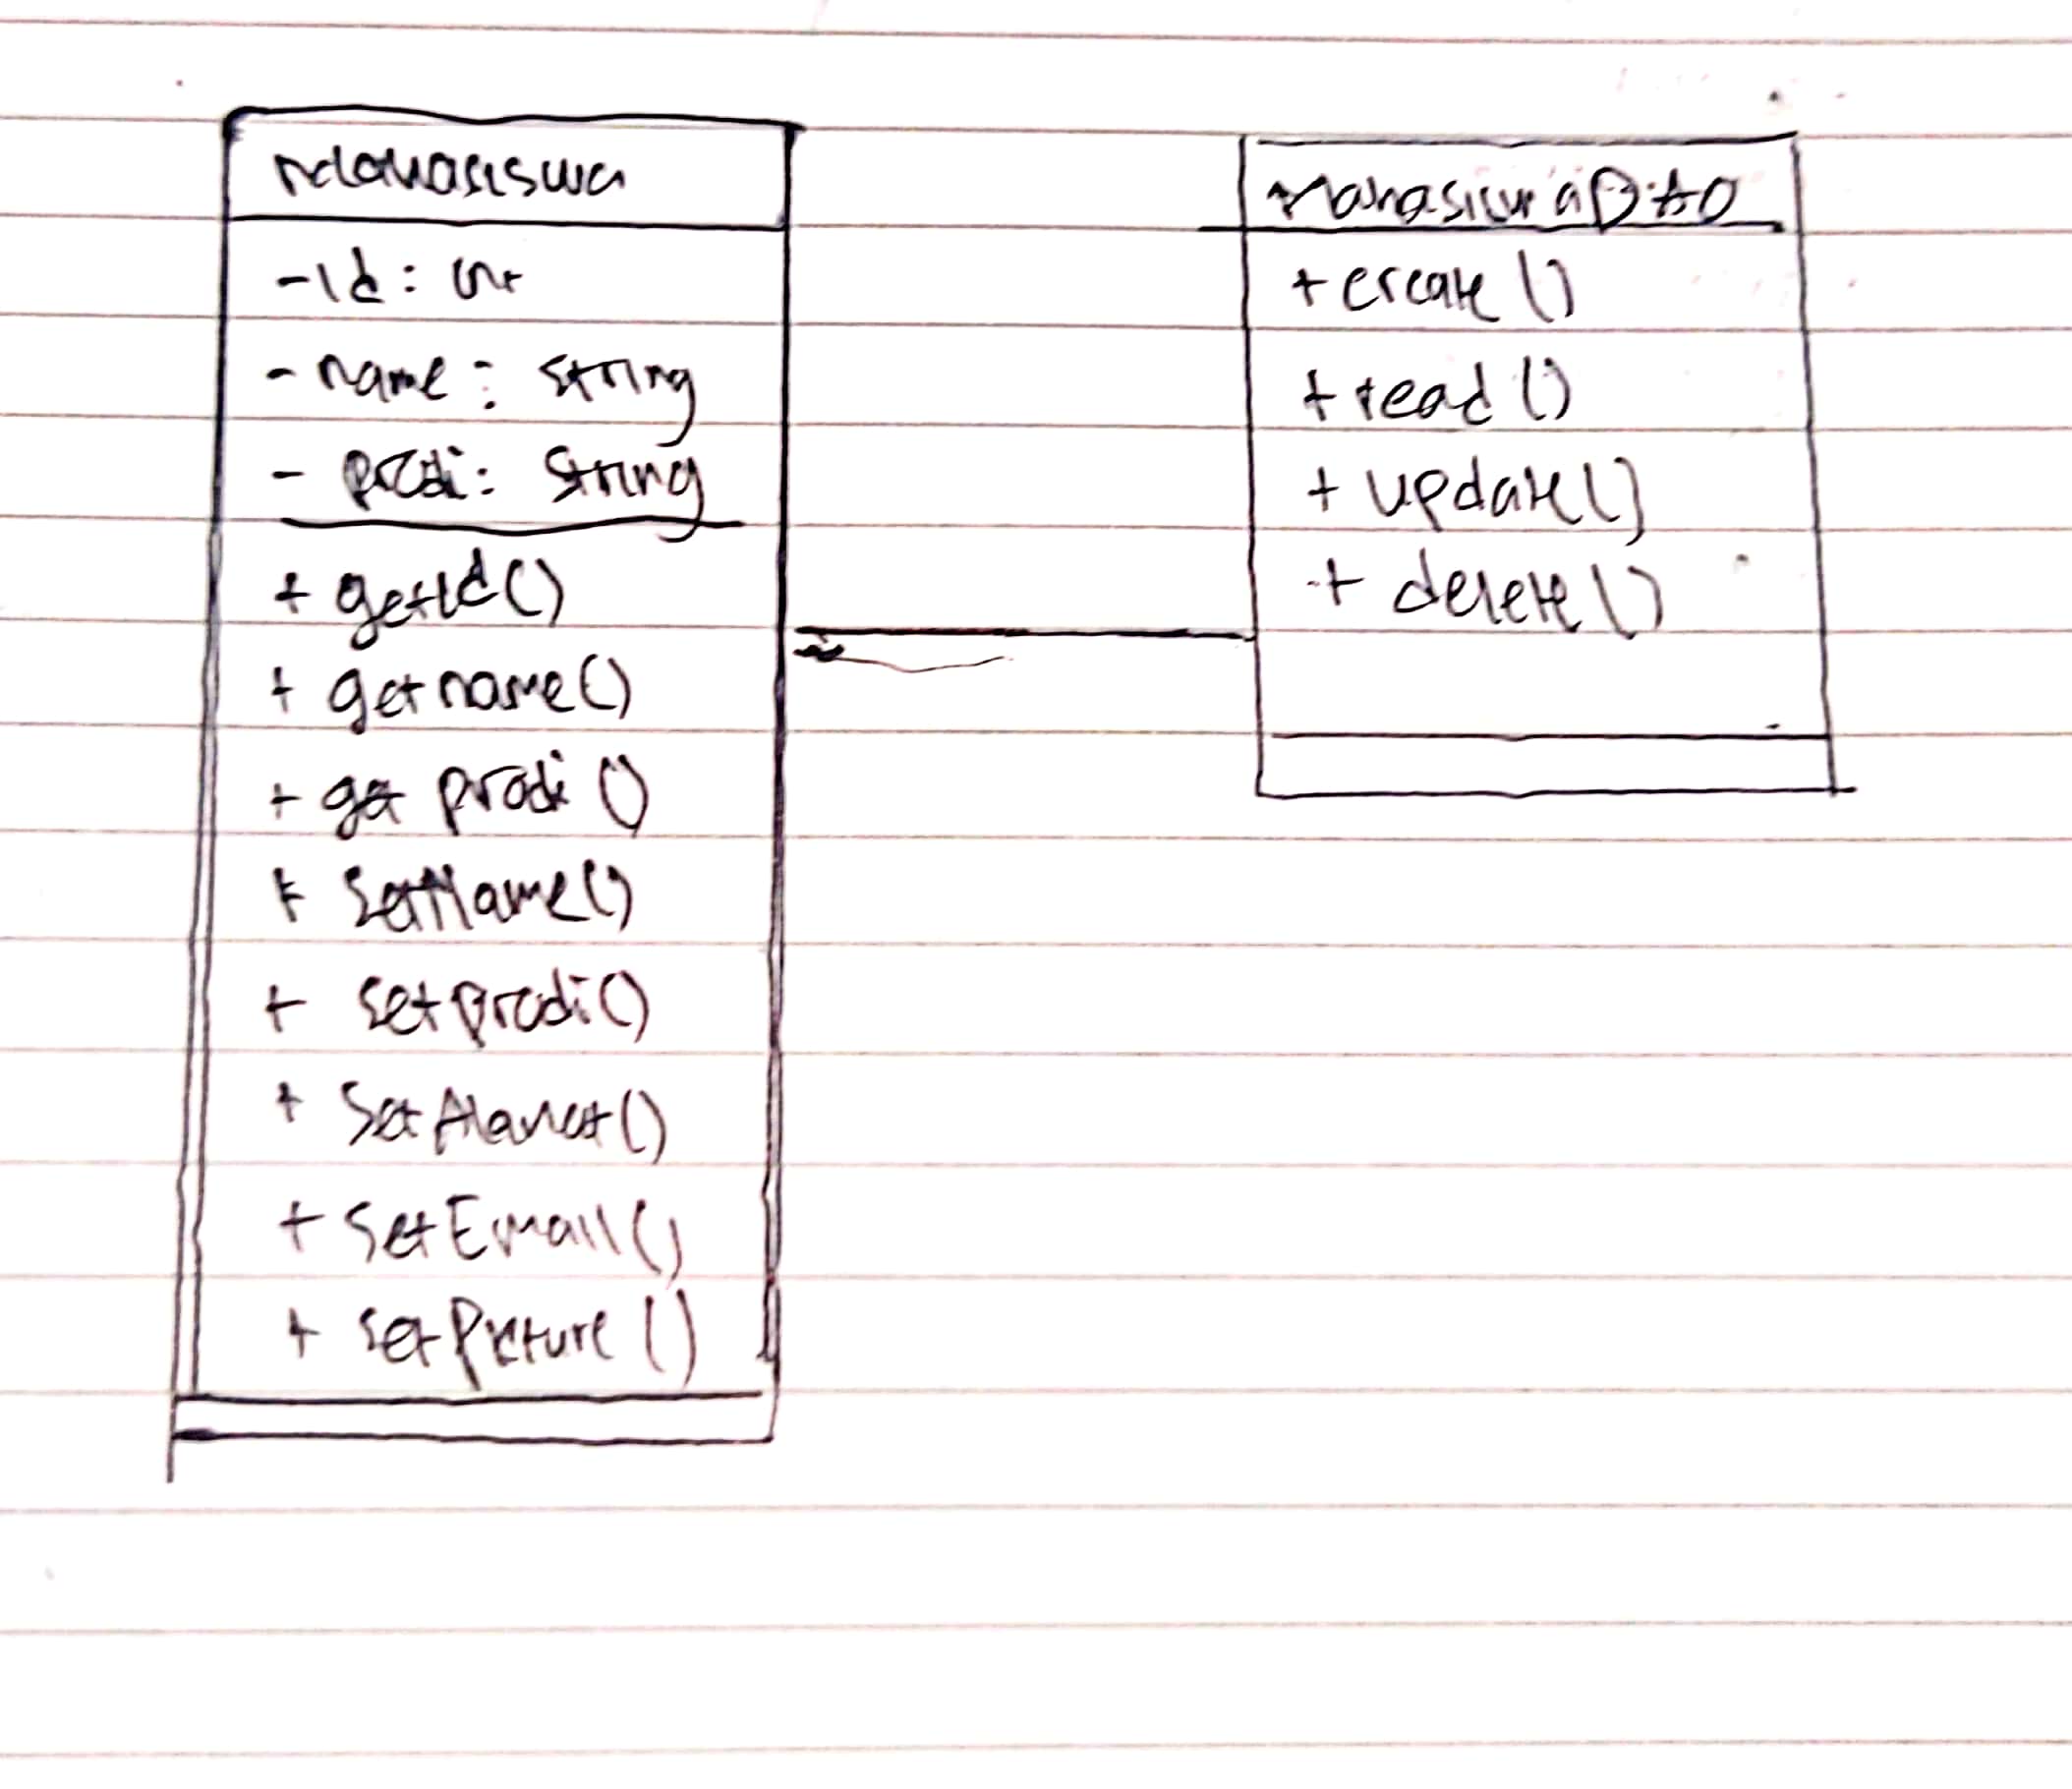 Mahasiswa
- Id : int
- name : string
- prodi : string
+ getId()
+ getname()
+ get prodi ()
+ SetName()
+ setprodi()
+ Set Alamat()
+ SetEmail()
+ setPicture ()
MahasiswaDAO
+ create ()
+ read ()
+ update()
+ delete ()